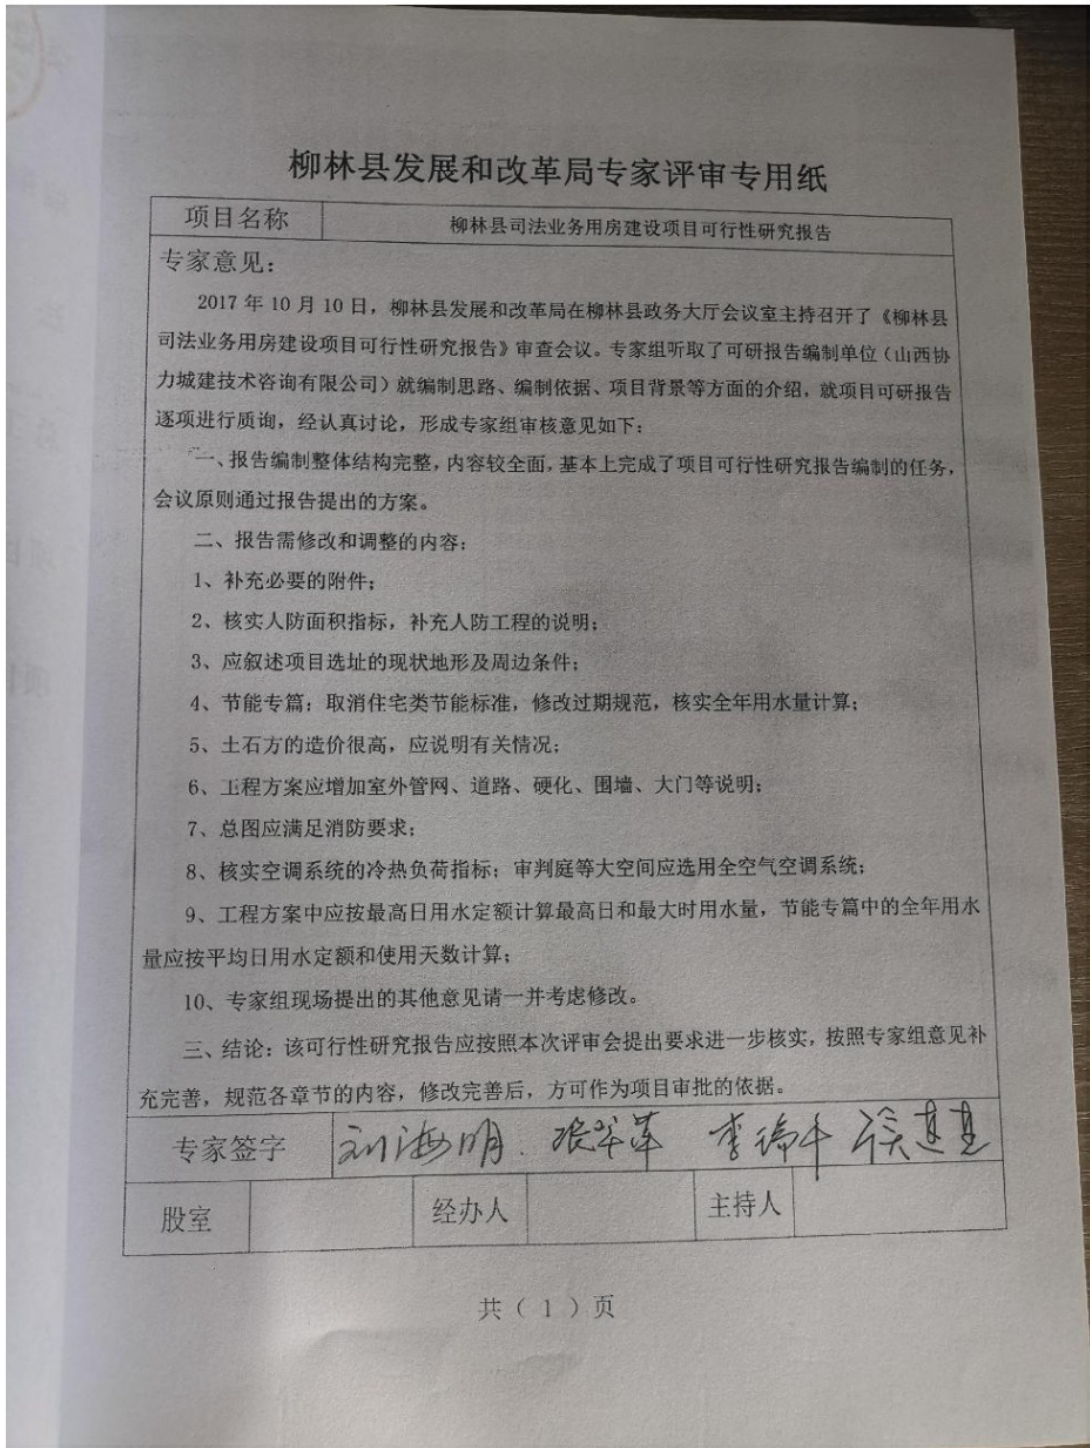 柳林县发展和改革局专家评审专用纸
项目名称 柳林县司法业务用房建设项目可行性研究报告
专家意见：
2017 年 10 月 10 日，柳林县发展和改革局在柳林县政务大厅会议室主持召开了《柳林县
司法业务用房建设项目可行性研究报告》审查会议。专家组听取了可研报告编制单位（山西协
力城建技术咨询有限公司）就编制思路、编制依据、项目背景等方面的介绍，就项目可研报告
逐项进行质询，经认真讨论，形成专家组审核意见如下：
一、报告编制整体结构完整，内容较全面，基本上完成了项目可行性研究报告编制的任务，
会议原则通过报告提出的方案。
二、报告需修改和调整的内容：
1、补充必要的附件；
2、核实人防面积指标，补充人防工程的说明；
3、应叙述项目选址的现状地形及周边条件；
4、节能专篇：取消住宅类节能标准，修改过期规范，核实全年用水量计算；
5、土石方的造价很高，应说明有关情况；
6、工程方案应增加室外管网、道路、硬化、围墙、大门等说明；
7、总图应满足消防要求；
8、核实空调系统的冷热负荷指标；审判庭等大空间应选用全空气空调系统；
9、工程方案中应按最高日用水定额计算最高日和最大时用水量，节能专篇中的全年用水
量应按平均日用水定额和使用天数计算；
10、专家组现场提出的其他意见请一并考虑修改。
三、结论：该可行性研究报告应按照本次评审会提出要求进一步核实，按照专家组意见补
充完善，规范各章节的内容，修改完善后，方可作为项目审批的依据。
专家签字 刘海明
股室 经办人 主持人
共（ 1 ）页